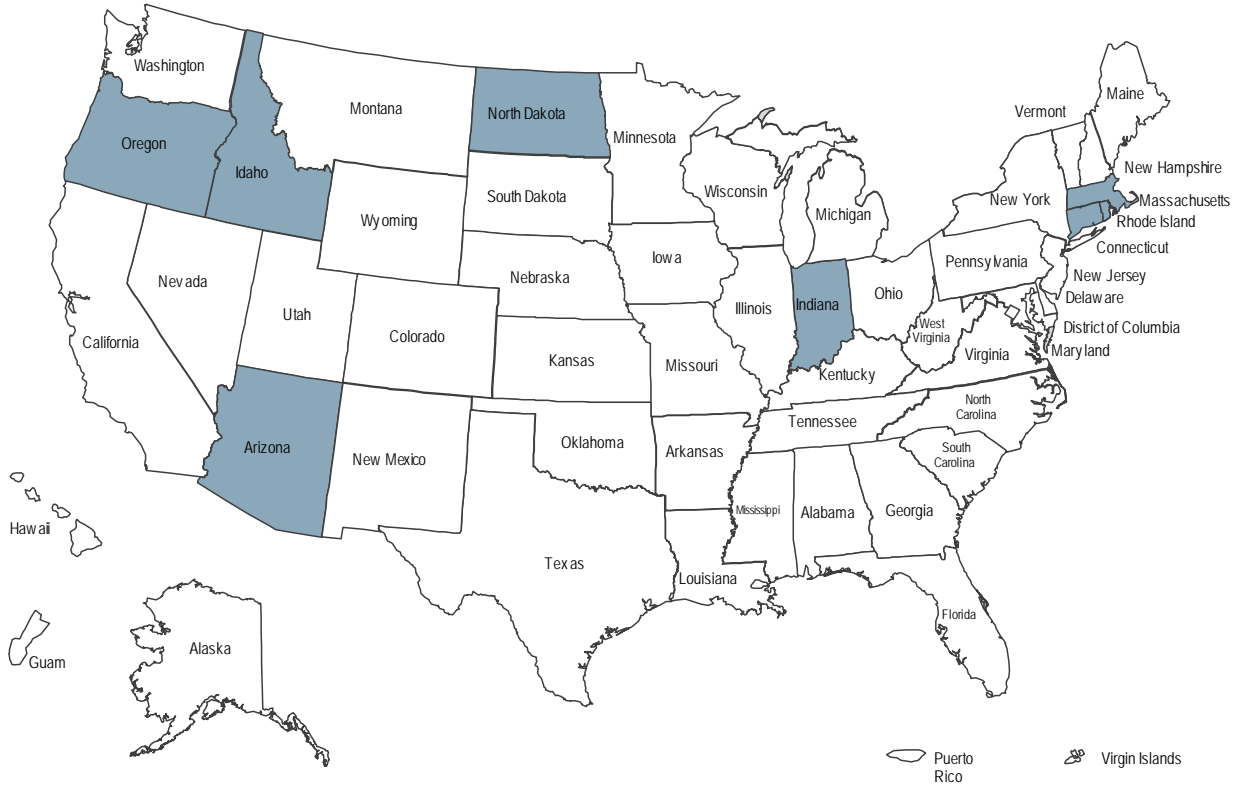 Washington
Montana
North Dakota
Minnesota
Vermont
Maine
Oregon
Idaho
South Dakota
Wisconsin
Michigan
New York
New Hampshire
Massachusetts
Rhode Island
Connecticut
Wyoming
Iowa
Nebraska
Pennsylvania
New Jersey
Delaware
District of Columbia
Maryland
Nevada
Utah
Colorado
California
Illinois
Indiana
Ohio
West
Virginia
Virginia
Kansas
Missouri
Kentucky
North
Carolina
Tennessee
South
Carolina
Arizona
New Mexico
Oklahoma
Arkansas
Mississippi
Alabama
Georgia
Hawaii
Texas
Louisiana
Florida
Guam
Alaska
Puerto
Rico
Virgin Islands